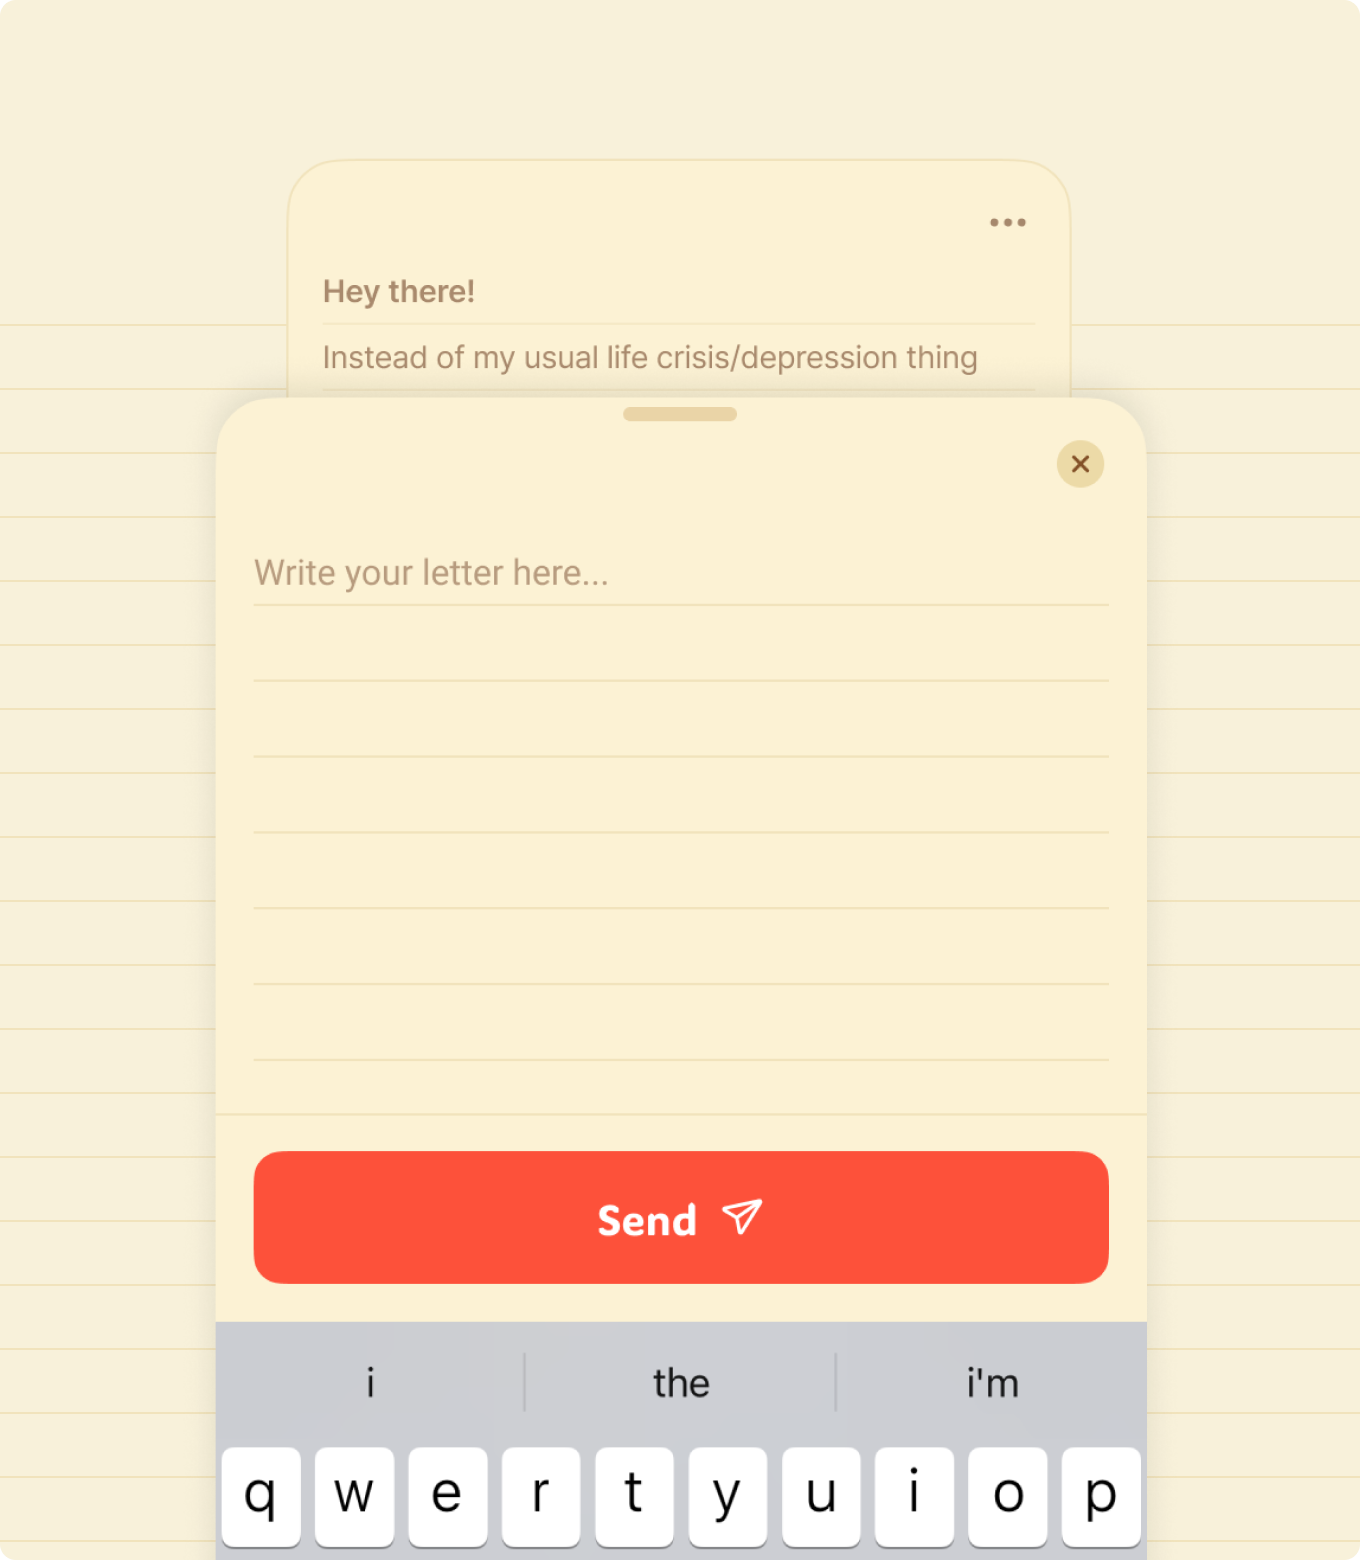 Hey there!
Instead of my usual life crisis/depression thing
Write your letter here...
Send
i the i'm
q w e r t y u i o p